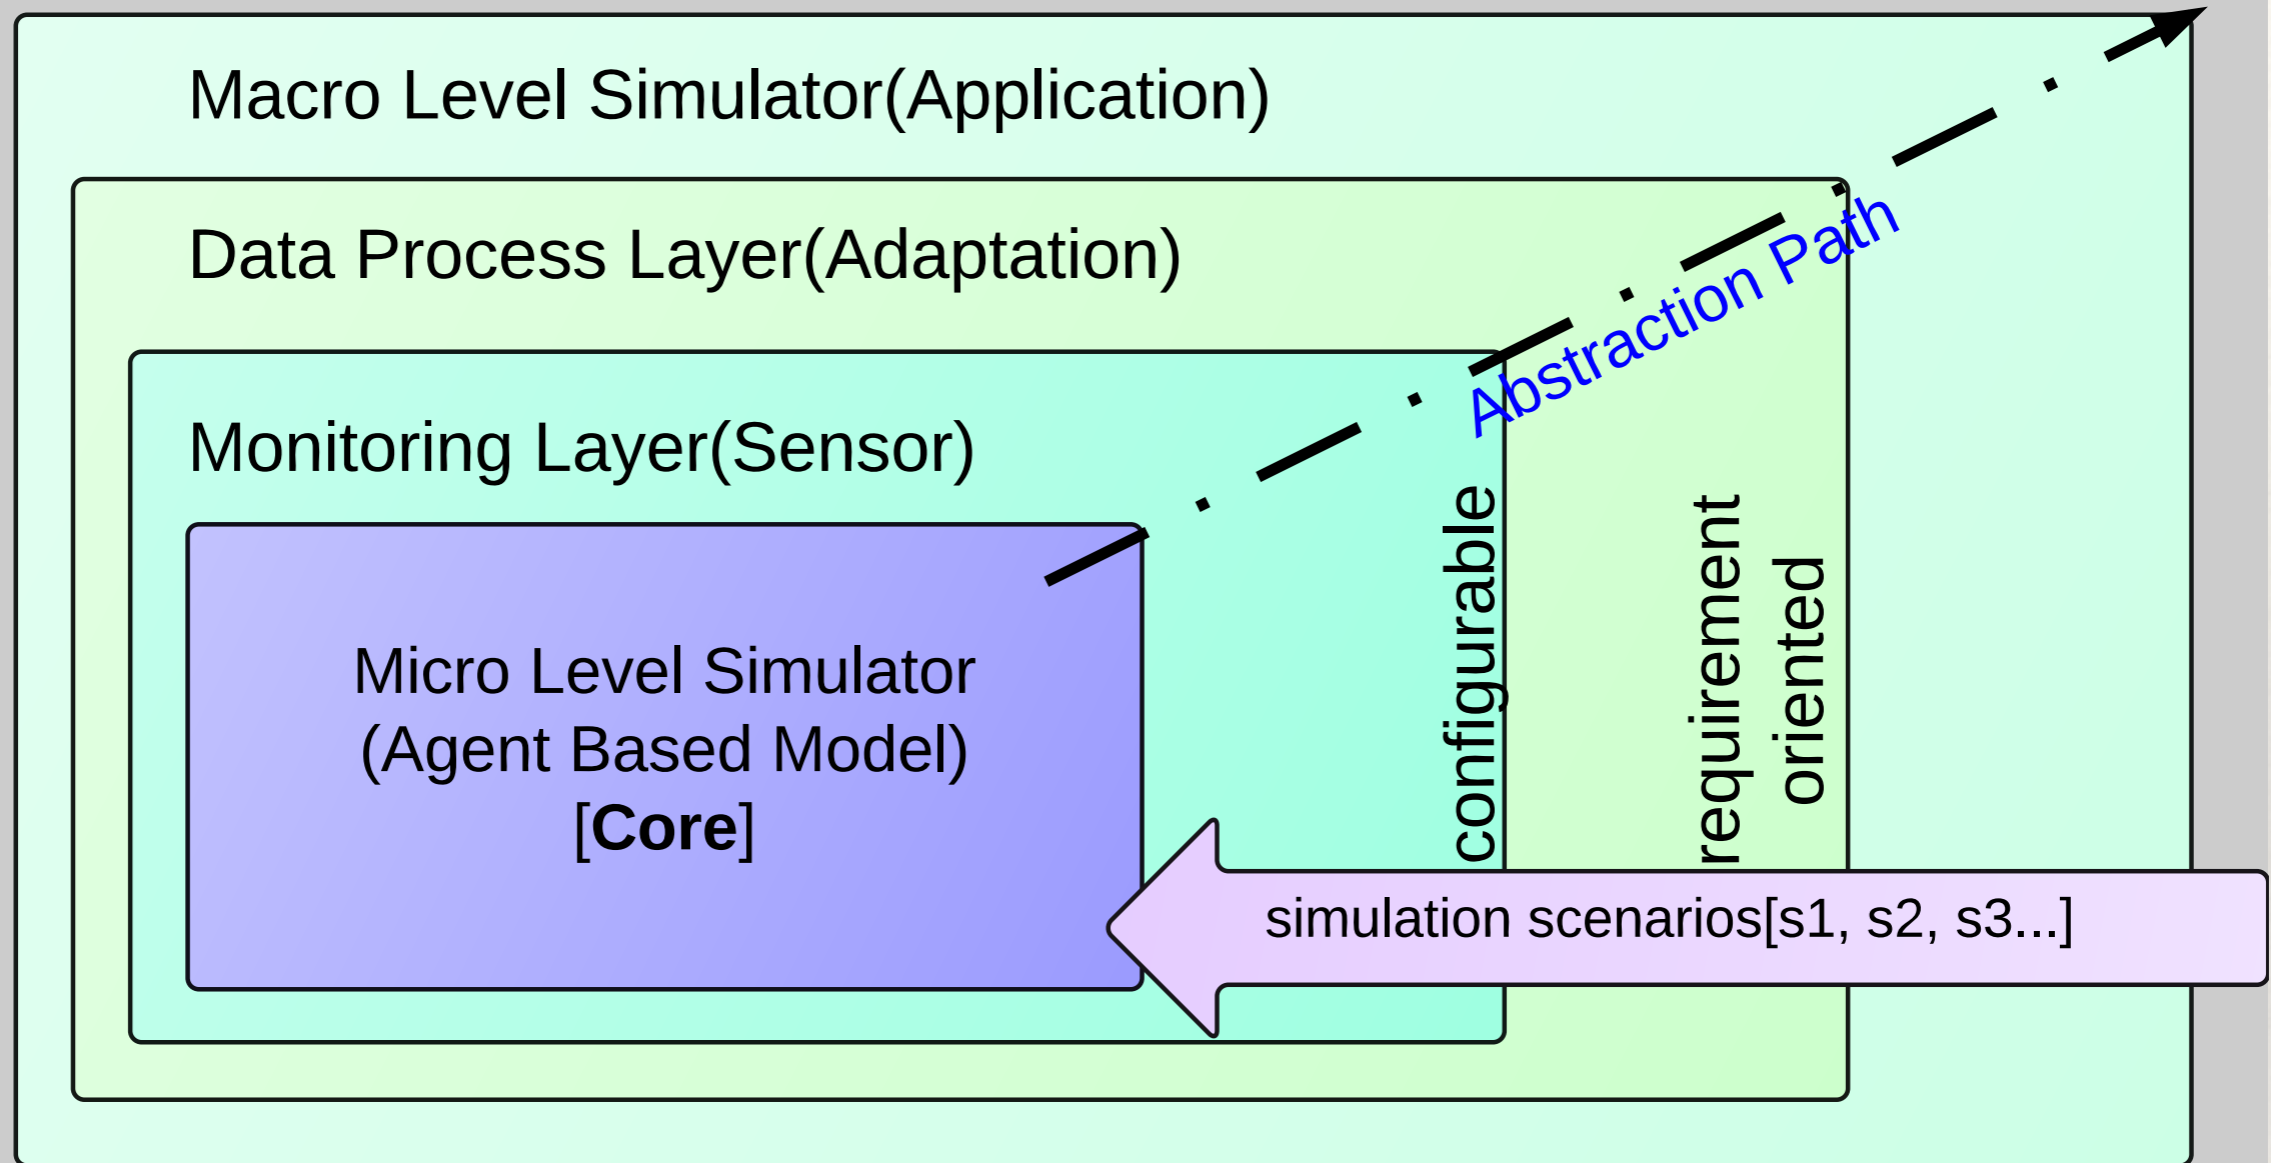 Macro Level Simulator(Application)
Data Process Layer(Adaptation)
Abstraction Path
Monitoring Layer(Sensor)
configurable
requirement
oriented
Micro Level Simulator
(Agent Based Model)
[Core]
simulation scenarios[s1, s2, s3...]